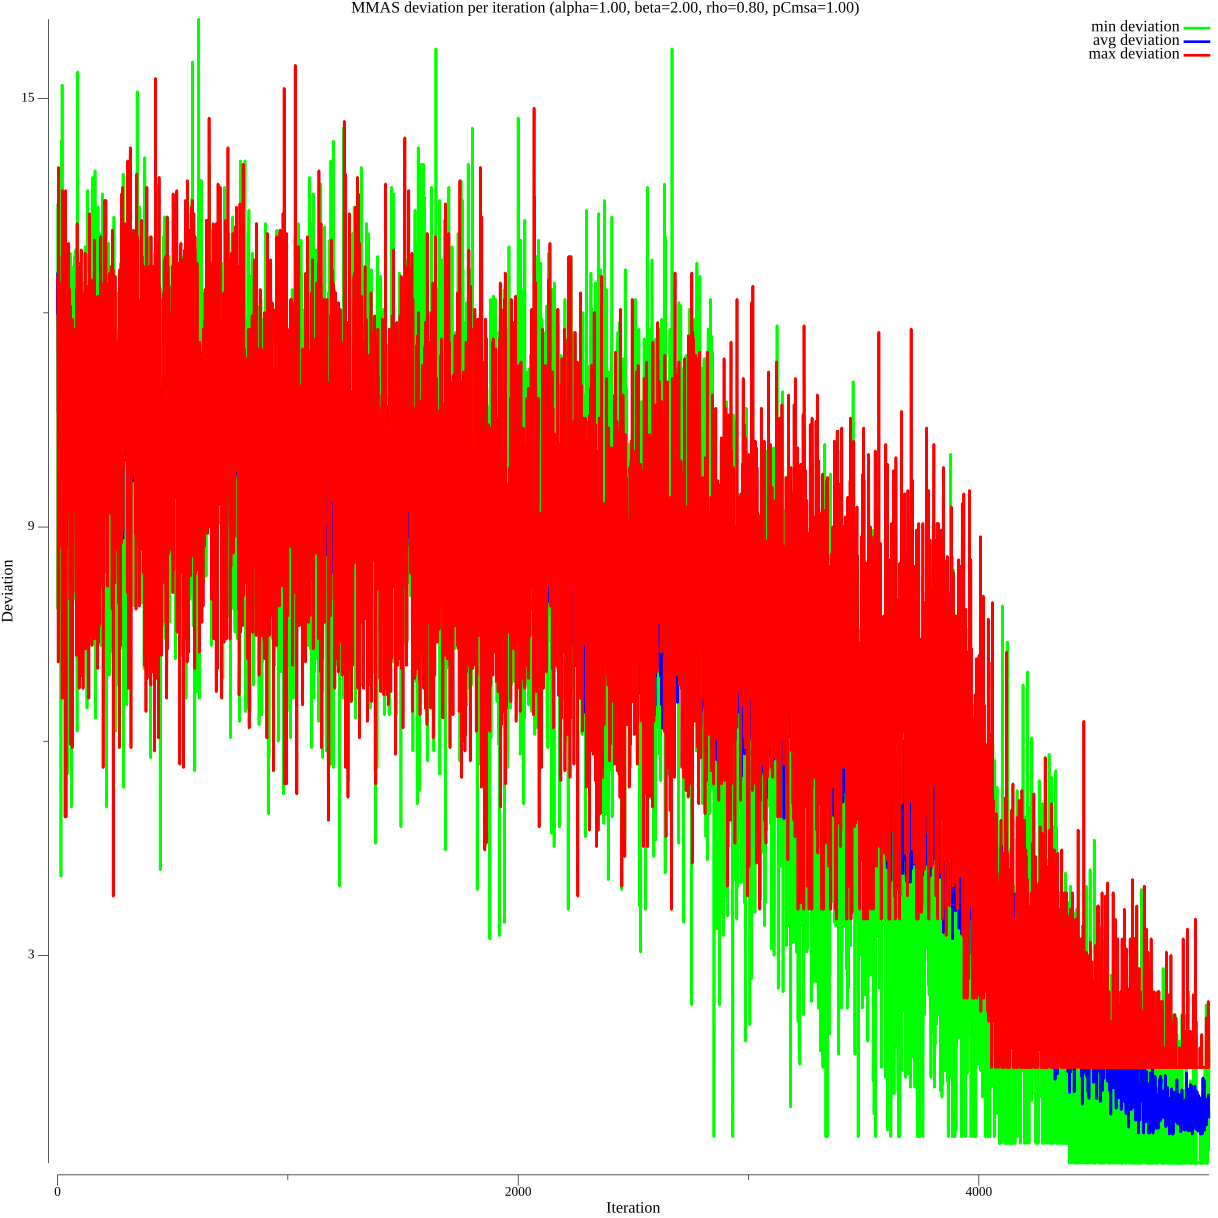 MMAS deviation per iteration (alpha=1.00, beta=2.00, rho=0.80, pCmsa=1.00)
min deviation
avg deviation
max deviation
15
9
3
Deviation
0
2000
4000
Iteration